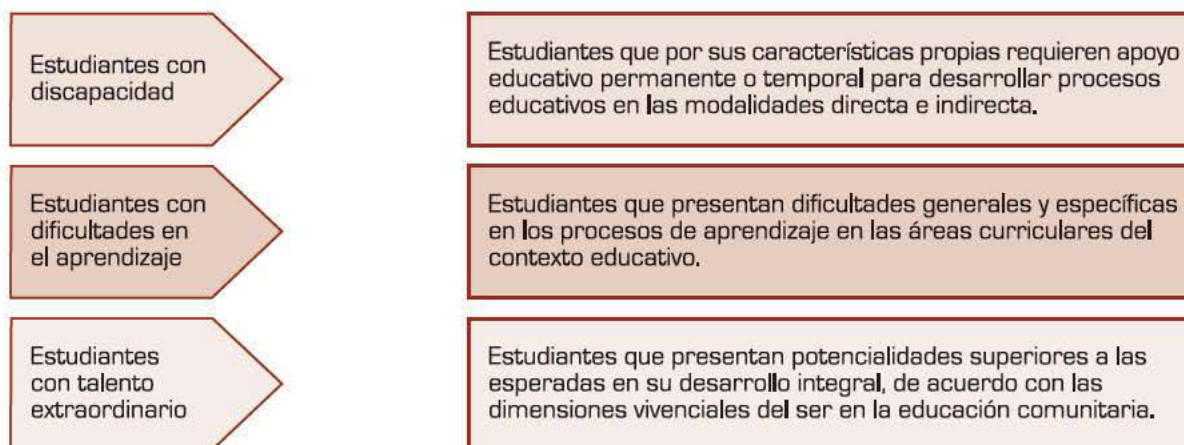 Estudiantes con
discapacidad
Estudiantes que por sus características propias requieren apoyo
educativo permanente o temporal para desarrollar procesos
educativos en las modalidades directa e indirecta.
Estudiantes con
dificultades en
el aprendizaje
Estudiantes que presentan dificultades generales y específicas
en los procesos de aprendizaje en las áreas curriculares del
contexto educativo.
Estudiantes
con talento
extraordinario
Estudiantes que presentan potencialidades superiores a las
esperadas en su desarrollo integral, de acuerdo con las
dimensiones vivenciales del ser en la educación comunitaria.